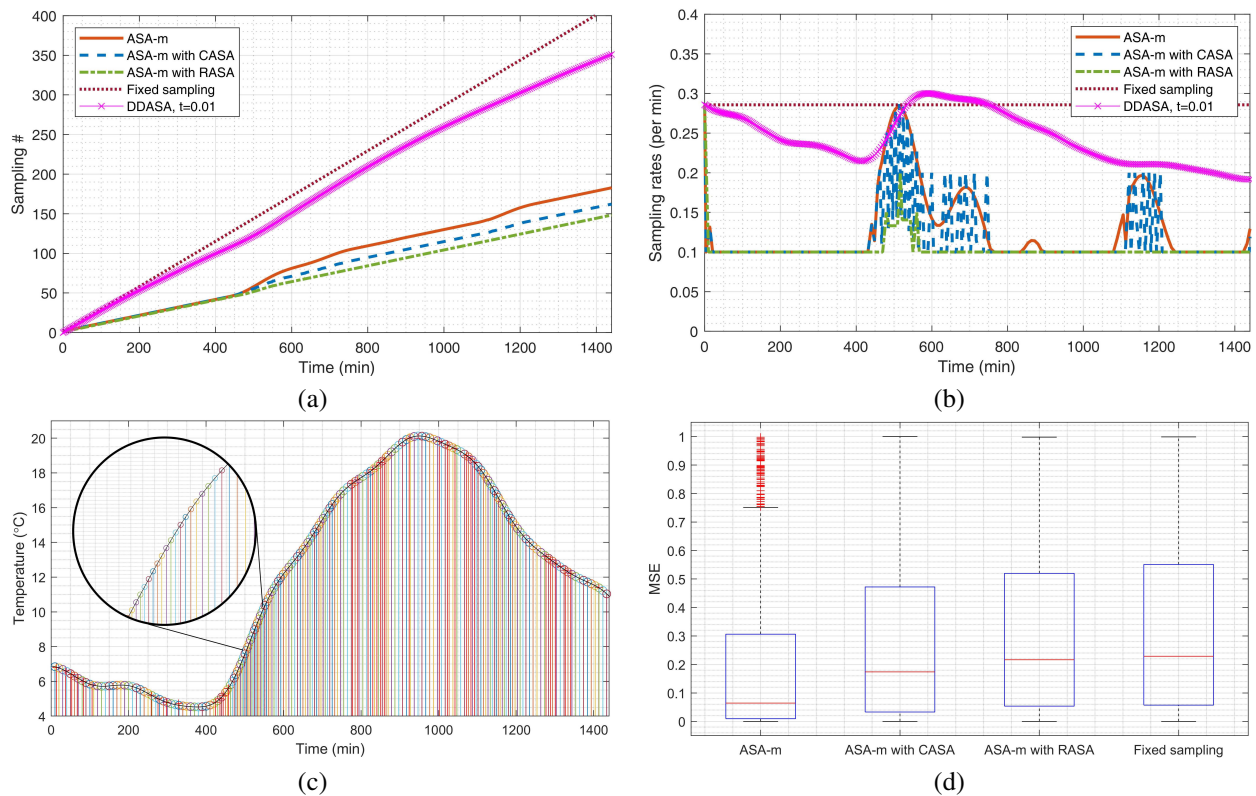 400
350
300
250
200
150
100
50
0
Sampling #
ASA-m
ASA-m with CASA
ASA-m with RASA
Fixed sampling
DDASA, t=0.01
0 200 400 600 800 1000 1200 1400
Time (min)
(a)
0.4
0.35
0.3
0.25
0.2
0.15
0.1
0.05
0
Sampling rates (per min)
ASA-m
ASA-m with CASA
ASA-m with RASA
Fixed sampling
DDASA, t=0.01
0 200 400 600 800 1000 1200 1400
Time (min)
(b)
20
18
16
14
12
10
8
6
4
Temperature (°C)
0 200 400 600 800 1000 1200 1400
Time (min)
(c)
1
0.9
0.8
0.7
0.6
0.5
0.4
0.3
0.2
0.1
0
MSE
ASA-m ASA-m with CASA ASA-m with RASA Fixed sampling
(d)